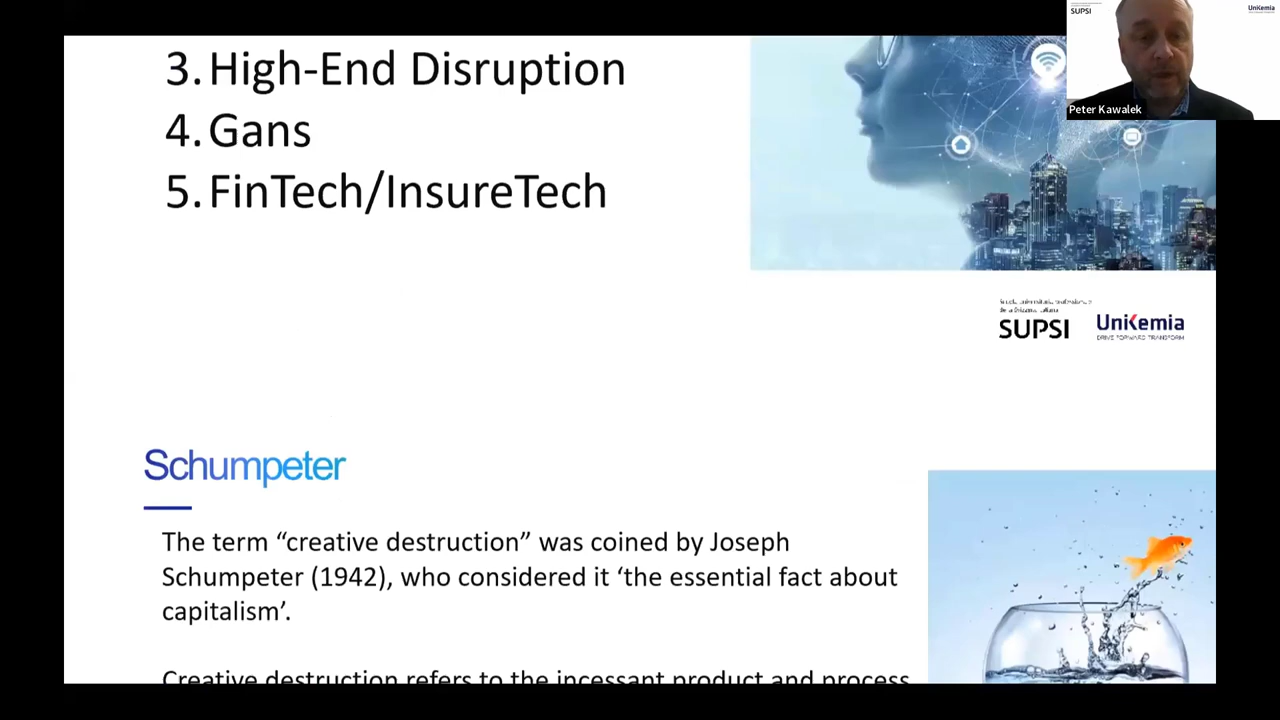 SUPSI
UniKemia
Peter Kawalek
3. High-End Disruption
4. Gans
5. FinTech/InsureTech
SUPSI
UniKemia
DRIVE FORWARD TRANSFORM
Schumpeter
The term “creative destruction” was coined by Joseph
Schumpeter (1942), who considered it ‘the essential fact about
capitalism’.
Creative destruction refers to the incessant product and process